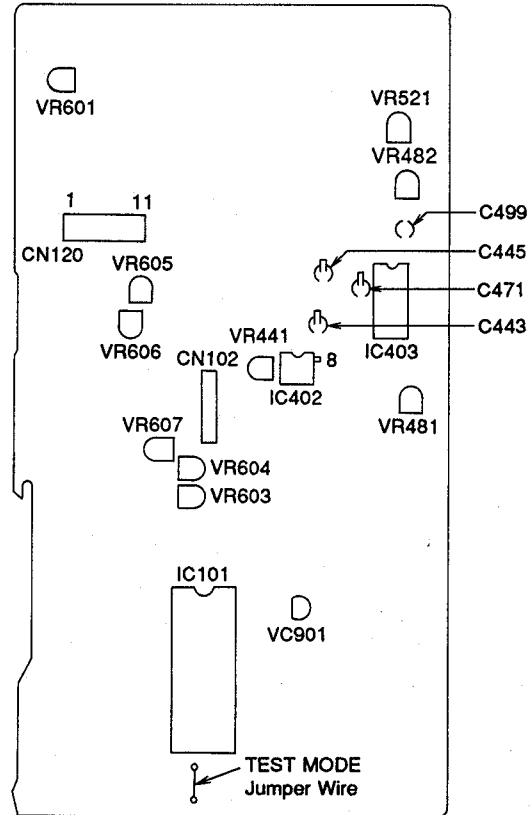 VR601
VR521
VR482
1 11
C499
CN120
C445
VR605
C471
VR606
VR441
C443
CN102
8
IC403
IC402
VR607
VR481
VR604
VR603
IC101
VC901
TEST MODE
Jumper Wire